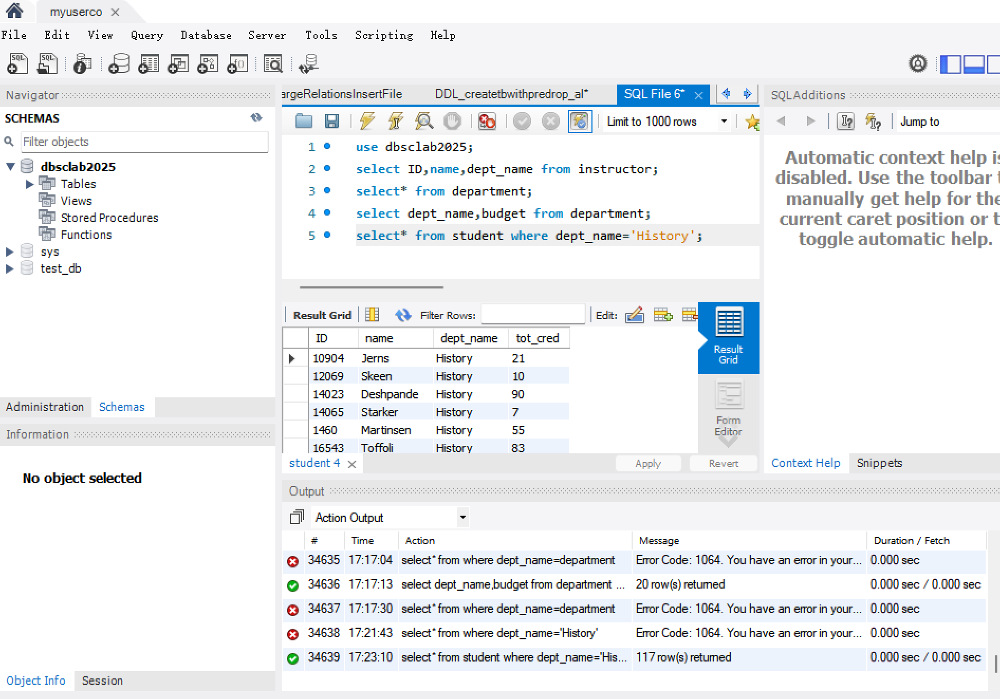 myuserco
File Edit View Query Database Server Tools Scripting Help
Navigator
SCHEMAS
Filter objects
dbsclab2025
Tables
Views
Stored Procedures
Functions
sys
test_db
Administration Schemas
Information
No object selected
Object Info Session
argeRelationsInsertFile DDL_createtbwithpredrop_al* SQL File 6*
Limit to 1000 rows
1 use dbsclab2025;
2 select ID,name,dept_name from instructor;
3 select* from department;
4 select dept_name,budget from department;
5 select* from student where dept_name='History';
Result Grid Filter Rows: Edit:
ID name dept_name tot_cred
10904 Jerns History 21
12069 Skeen History 10
14023 Deshpande History 90
14065 Starker History 7
1460 Martinsen History 55
16543 Toffoli History 83
Result
Grid
Form
Editor
student 4
Apply Revert
SQLAdditions
Jump to
Automatic context help is
disabled. Use the toolbar t
manually get help for the
current caret position or t
toggle automatic help.
Context Help Snippets
Output
Action Output
# Time Action Message Duration / Fetch
34635 17:17:04 select* from where dept_name=department Error Code: 1064. You have an error in your... 0.000 sec
34636 17:17:13 select dept_name,budget from department ... 20 row(s) returned 0.000 sec / 0.000 sec
34637 17:17:30 select* from where dept_name=department Error Code: 1064. You have an error in your... 0.000 sec
34638 17:21:43 select* from where dept_name='History' Error Code: 1064. You have an error in your... 0.000 sec
34639 17:23:10 select* from student where dept_name='His... 117 row(s) returned 0.000 sec / 0.000 sec